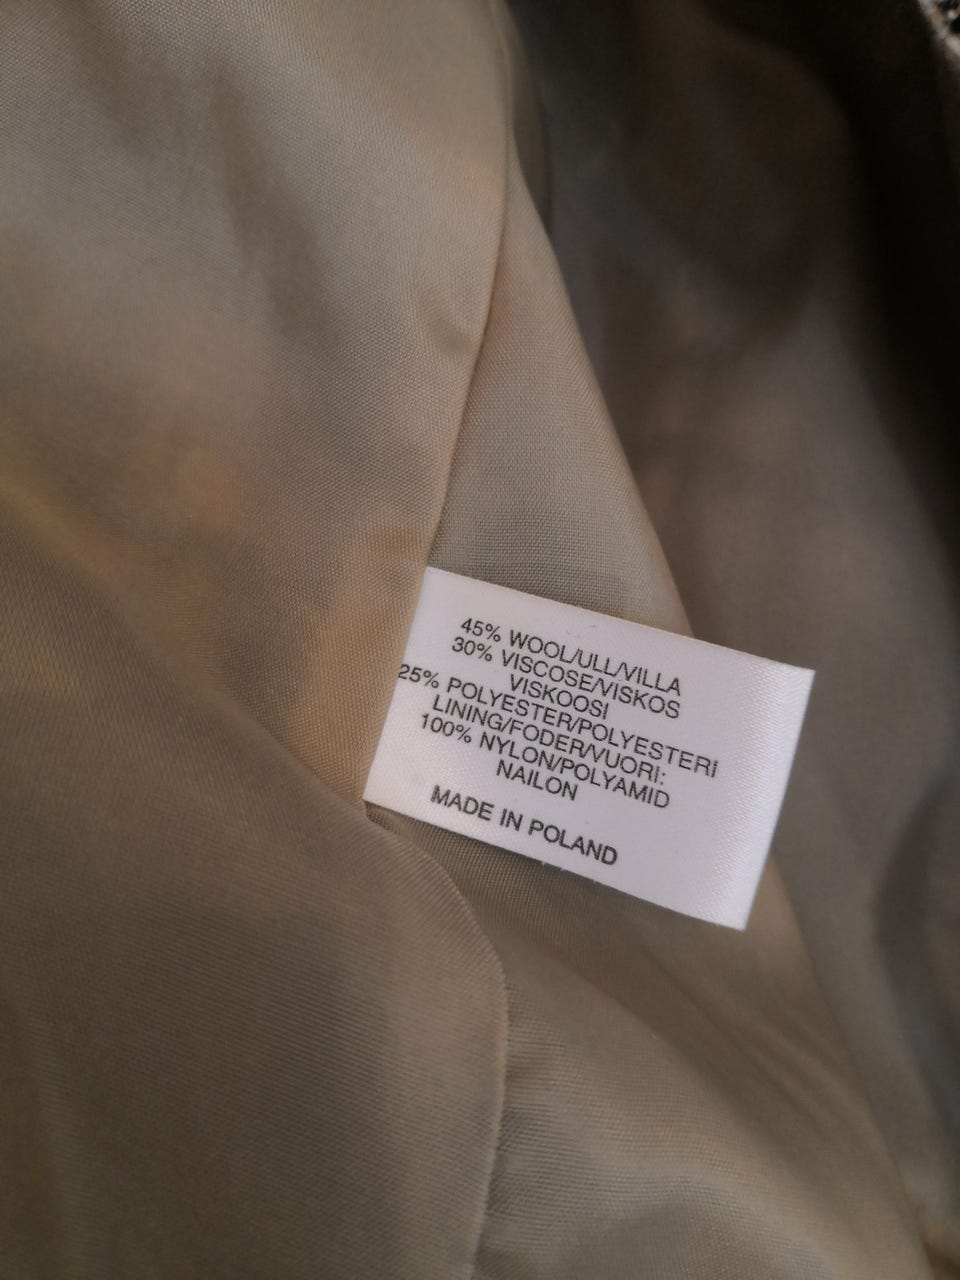 45% WOOL/ULL/VILLA
30% VISCOSE/VISKOS
VISKOOSI
25% POLYESTER/POLYESTERI
LINING/FODER/VUORI:
100% NYLON/POLYAMID
NAILON
MADE IN POLAND